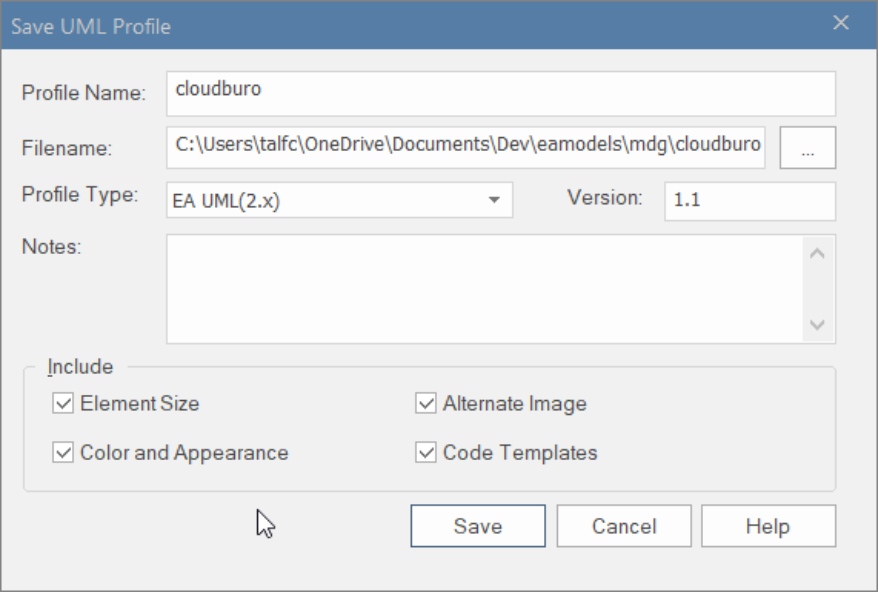 Save UML Profile
Profile Name: cloudburo
Filename: C:\Users\talfc\OneDrive\Documents\Dev\eamodels\mdg\cloudburo ...
Profile Type: EA UML(2.x) Version: 1.1
Notes:
Include
Element Size Alternate Image
Color and Appearance Code Templates
Save Cancel Help